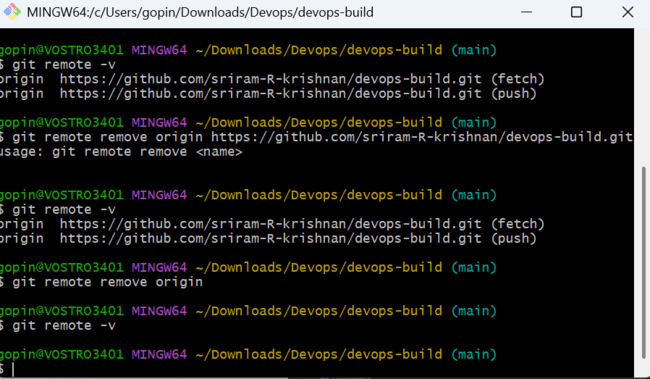 MINGW64:/c/Users/gopin/Downloads/Devops/devops-build
gopin@VOSTRO3401 MINGW64 ~/Downloads/Devops/devops-build (main)
$ git remote -v
origin  https://github.com/sriram-R-krishnan/devops-build.git (fetch)
origin  https://github.com/sriram-R-krishnan/devops-build.git (push)
gopin@VOSTRO3401 MINGW64 ~/Downloads/Devops/devops-build (main)
$ git remote remove origin https://github.com/sriram-R-krishnan/devops-build.git
usage: git remote remove <name>
gopin@VOSTRO3401 MINGW64 ~/Downloads/Devops/devops-build (main)
$ git remote -v
origin  https://github.com/sriram-R-krishnan/devops-build.git (fetch)
origin  https://github.com/sriram-R-krishnan/devops-build.git (push)
gopin@VOSTRO3401 MINGW64 ~/Downloads/Devops/devops-build (main)
$ git remote remove origin
gopin@VOSTRO3401 MINGW64 ~/Downloads/Devops/devops-build (main)
$ git remote -v
gopin@VOSTRO3401 MINGW64 ~/Downloads/Devops/devops-build (main)
$